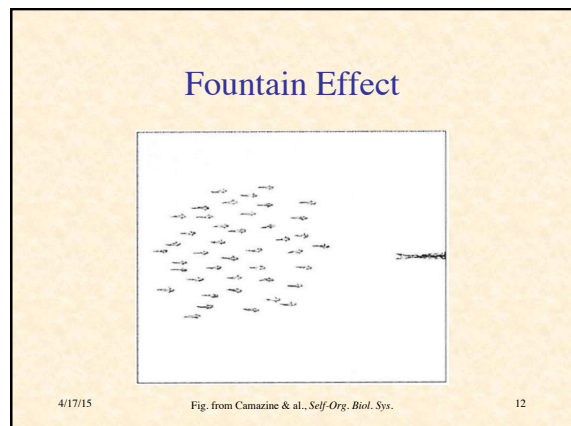 Fountain Effect
4/17/15
Fig. from Camazine & al., Self-Org. Biol. Sys.
12